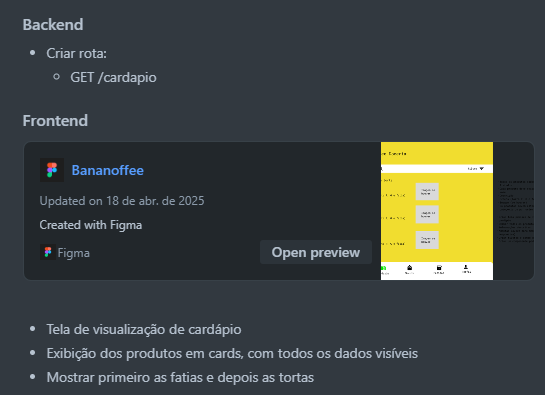 Backend
Criar rota:
GET /cardapio
Frontend
Bananoffee
Updated on 18 de abr. de 2025
Created with Figma
Figma
Open preview
Tela de visualização de cardápio
Exibição dos produtos em cards, com todos os dados visíveis
Mostrar primeiro as fatias e depois as tortas